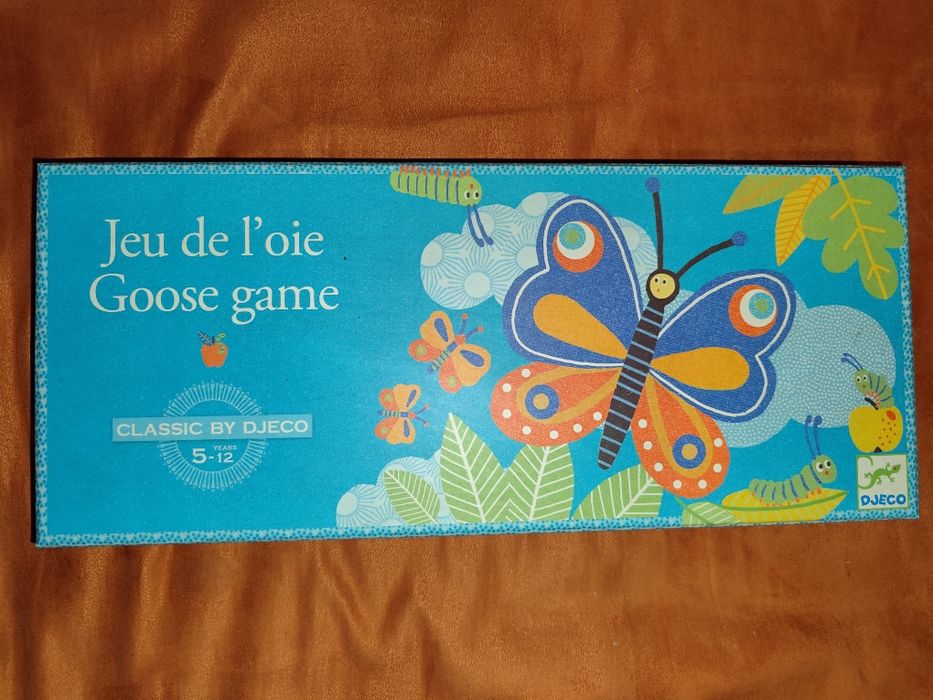 Jeu de l'oie
Goose game
CLASSIC BY DJECO
YEARS
5-12
DJECO